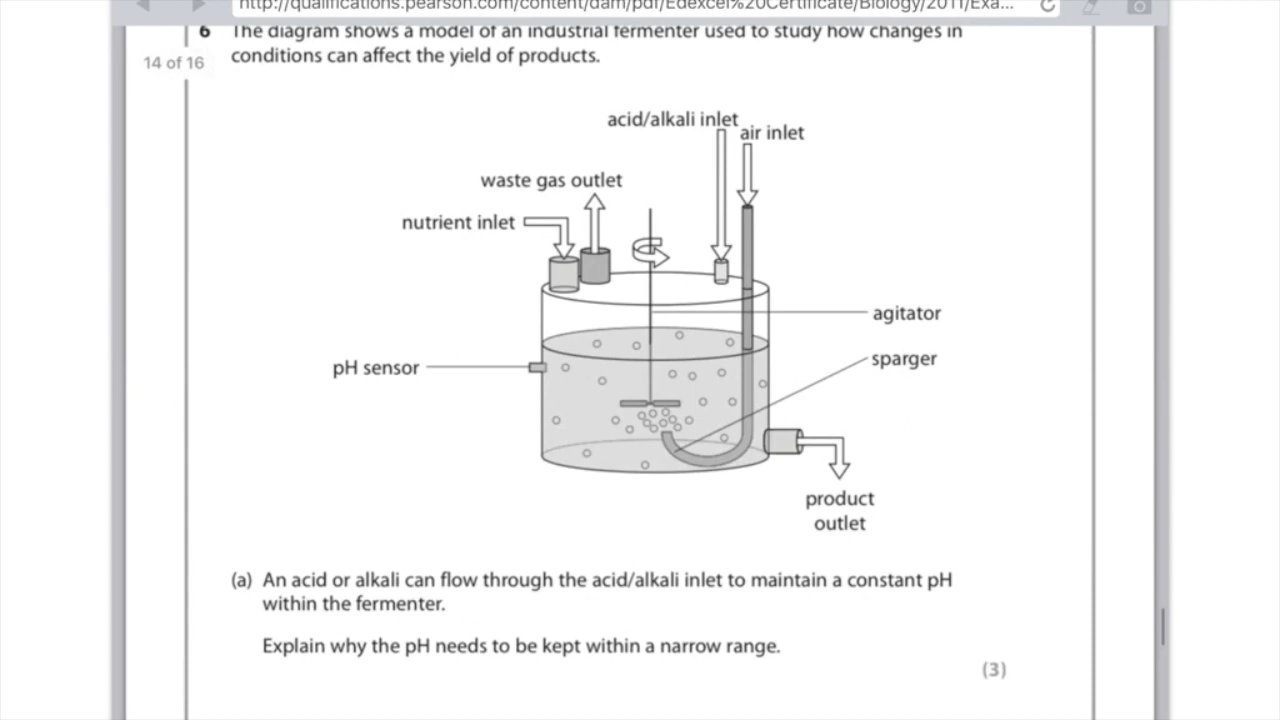 http://qualifications.pearson.com/content/dam/pdf/Edexcel%20Certificate/Biology/2011/Exa...
6 The diagram shows a model of an industrial fermenter used to study how changes in
14 of 16
conditions can affect the yield of products.
acid/alkali inlet
air inlet
waste gas outlet
nutrient inlet
agitator
sparger
pH sensor
product
outlet
(a) An acid or alkali can flow through the acid/alkali inlet to maintain a constant pH
within the fermenter.
Explain why the pH needs to be kept within a narrow range.
(3)